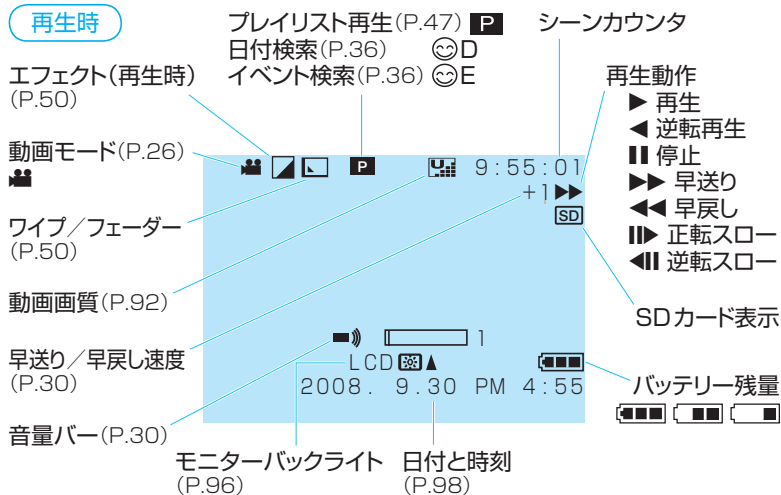 再生時
プレイリスト再生(P.47) P
日付検索(P.36) D
イベント検索(P.36) E
シーンカウンタ
エフェクト(再生時)
(P.50)
動画モード(P.26)
ワイプ/フェーダー
(P.50)
動画画質(P.92)
早送り/早戻し速度
(P.30)
音量バー(P.30)
P 9:55:01
+1▶▶
SD
1
LCD
2008. 9.30 PM 4:55
再生動作
▶ 再生
◀ 逆転再生
❚❚ 停止
▶▶ 早送り
◀◀ 早戻し
❚❚▶ 正転スロー
◀❚❚ 逆転スロー
SDカード表示
バッテリー残量
モニターバックライト
(P.96)
日付と時刻
(P.98)